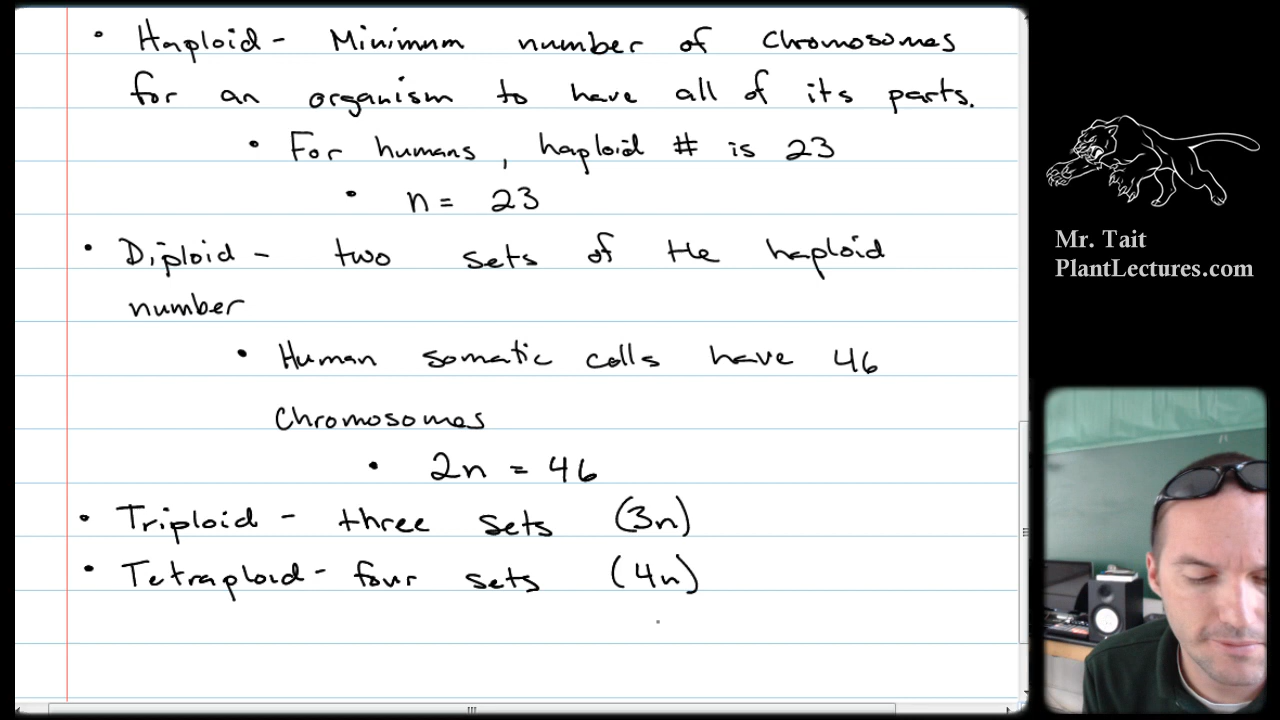 • Haploid - Minimum number of chromosomes
for an organism to have all of its parts.
• For humans, haploid # is 23
• n = 23
• Diploid - two sets of the haploid
number
• Human somatic cells have 46
Chromosomes
• 2n = 46
• Triploid - three sets (3n)
• Tetraploid - four sets (4n)
Mr. Tait
PlantLectures.com